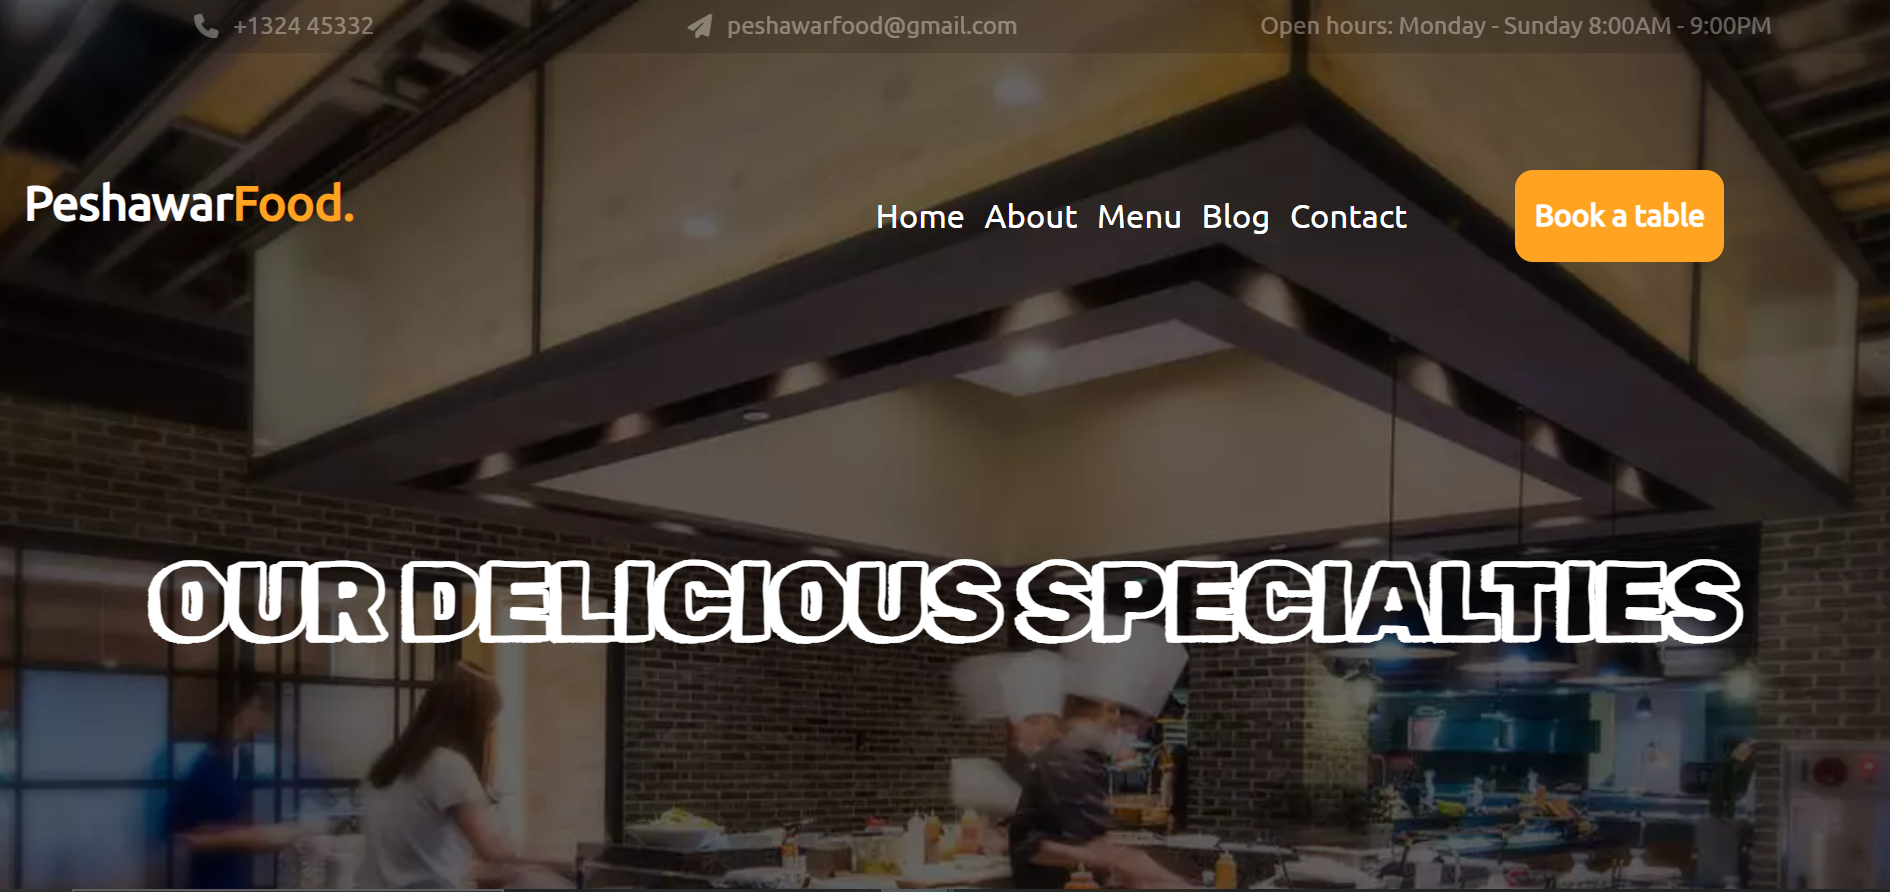 +1324 45332 peshawarfood@gmail.com Open hours: Monday - Sunday 8:00AM - 9:00PM
PeshawarFood. Home About Menu Blog Contact Book a table
OUR DELICIOUS SPECIALTIES